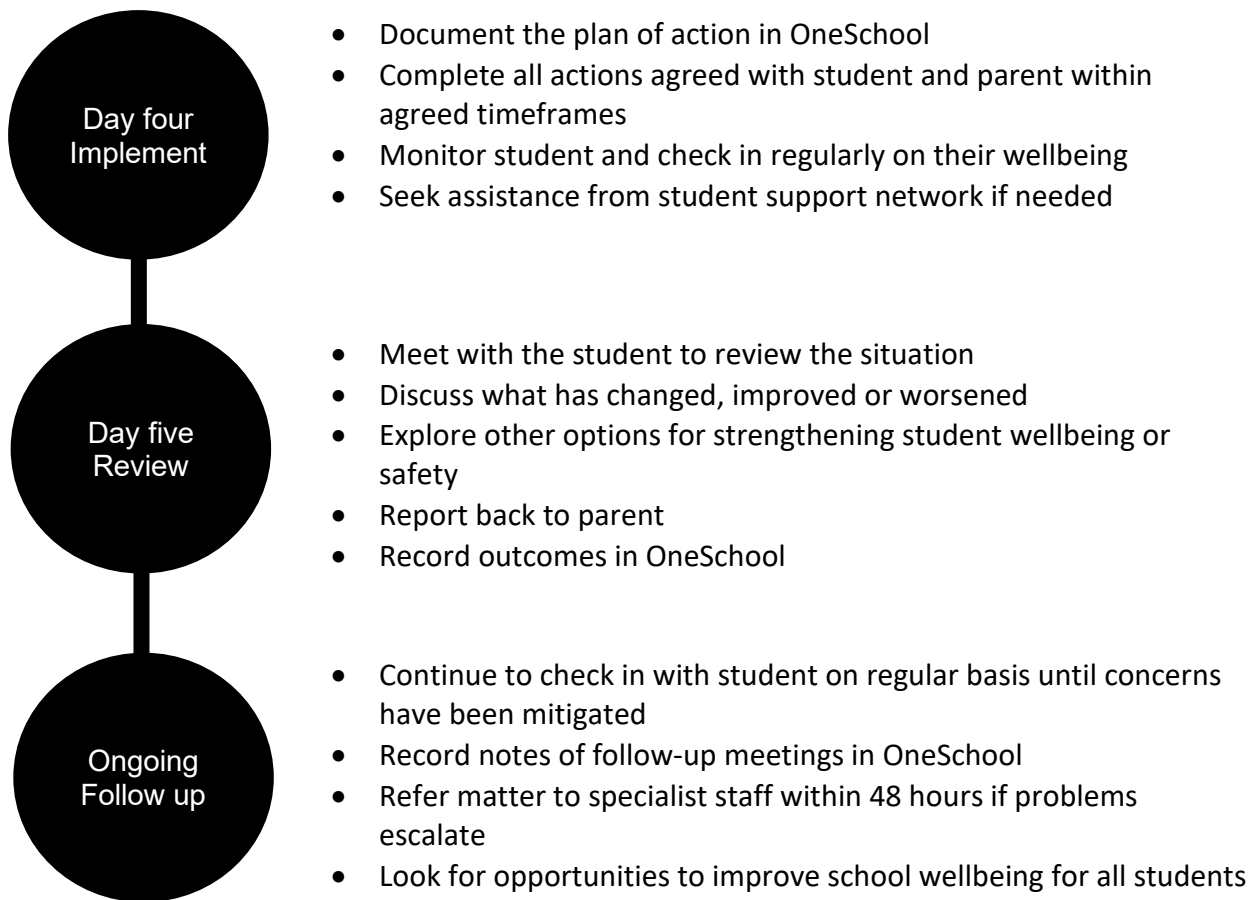 Day four
Implement
• Document the plan of action in OneSchool
• Complete all actions agreed with student and parent within
agreed timeframes
• Monitor student and check in regularly on their wellbeing
• Seek assistance from student support network if needed
Day five
Review
• Meet with the student to review the situation
• Discuss what has changed, improved or worsened
• Explore other options for strengthening student wellbeing or
safety
• Report back to parent
• Record outcomes in OneSchool
Ongoing
Follow up
• Continue to check in with student on regular basis until concerns
have been mitigated
• Record notes of follow-up meetings in OneSchool
• Refer matter to specialist staff within 48 hours if problems
escalate
• Look for opportunities to improve school wellbeing for all students